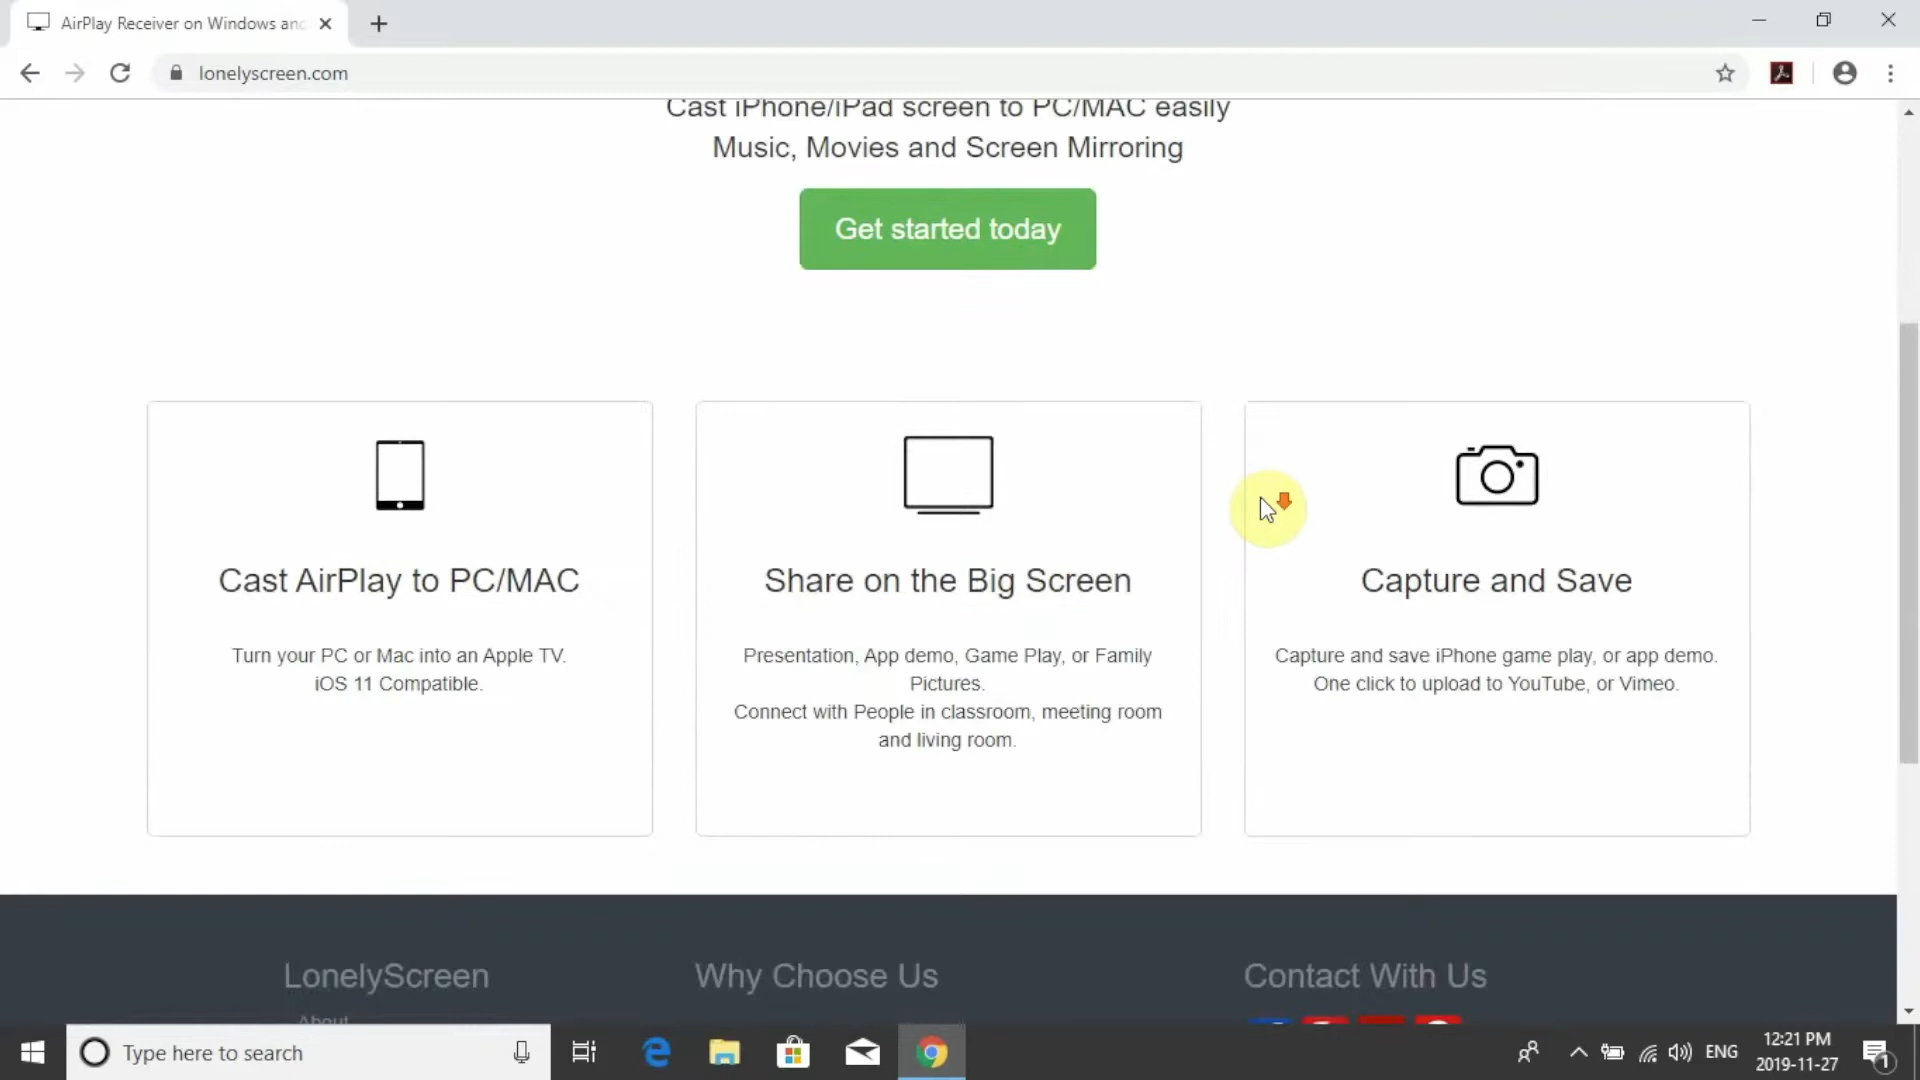 AirPlay Receiver on Windows and
lonelyscreen.com
Cast iPhone/iPad screen to PC/MAC easily
Music, Movies and Screen Mirroring
Get started today
Cast AirPlay to PC/MAC
Turn your PC or Mac into an Apple TV.
iOS 11 Compatible.
Share on the Big Screen
Presentation, App demo, Game Play, or Family
Pictures.
Connect with People in classroom, meeting room
and living room.
Capture and Save
Capture and save iPhone game play, or app demo.
One click to upload to YouTube, or Vimeo.
LonelyScreen
About
Why Choose Us
Contact With Us
Type here to search
ENG
12:21 PM
2019-11-27
1